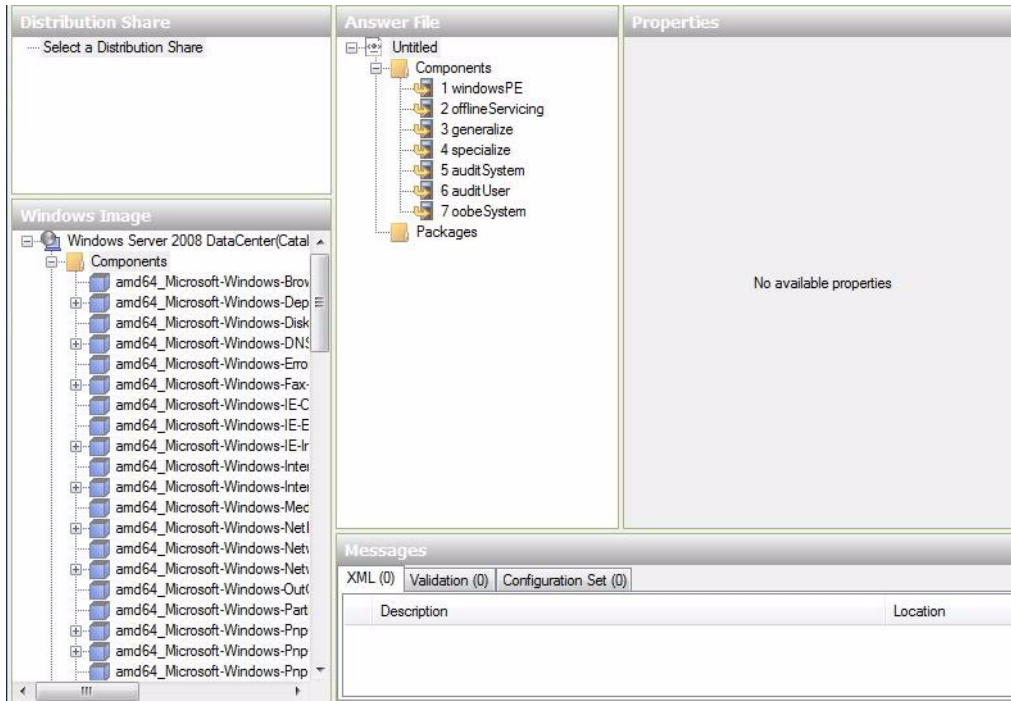 Distribution Share
Select a Distribution Share
Windows Image
Windows Server 2008 DataCenter(Catal
Components
amd64_Microsoft-Windows-Brow
amd64_Microsoft-Windows-Dep
amd64_Microsoft-Windows-Disk
amd64_Microsoft-Windows-DNS
amd64_Microsoft-Windows-Erro
amd64_Microsoft-Windows-Fax-
amd64_Microsoft-Windows-IE-C
amd64_Microsoft-Windows-IE-E
amd64_Microsoft-Windows-IE-Ir
amd64_Microsoft-Windows-Inter
amd64_Microsoft-Windows-Inter
amd64_Microsoft-Windows-Med
amd64_Microsoft-Windows-NetI
amd64_Microsoft-Windows-Netw
amd64_Microsoft-Windows-Netw
amd64_Microsoft-Windows-Out(
amd64_Microsoft-Windows-Part
amd64_Microsoft-Windows-Pnp
amd64_Microsoft-Windows-Pnp
amd64_Microsoft-Windows-Pnp
Answer File
Untitled
Components
1 windowsPE
2 offlineServicing
3 generalize
4 specialize
5 auditSystem
6 auditUser
7 oobeSystem
Packages
Properties
No available properties
Messages
XML (0) Validation (0) Configuration Set (0)
Description Location